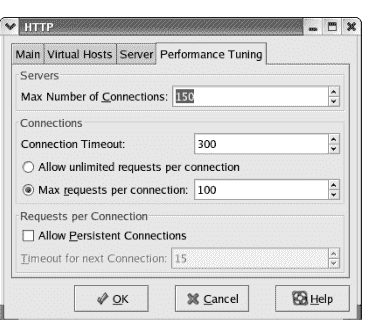 HTTP
Main Virtual Hosts Server Performance Tuning
Servers
Max Number of Connections: 150
Connections
Connection Timeout: 300
Allow unlimited requests per connection
Max requests per connection: 100
Requests per Connection
Allow Persistent Connections
Timeout for next Connection: 15
OK Cancel Help